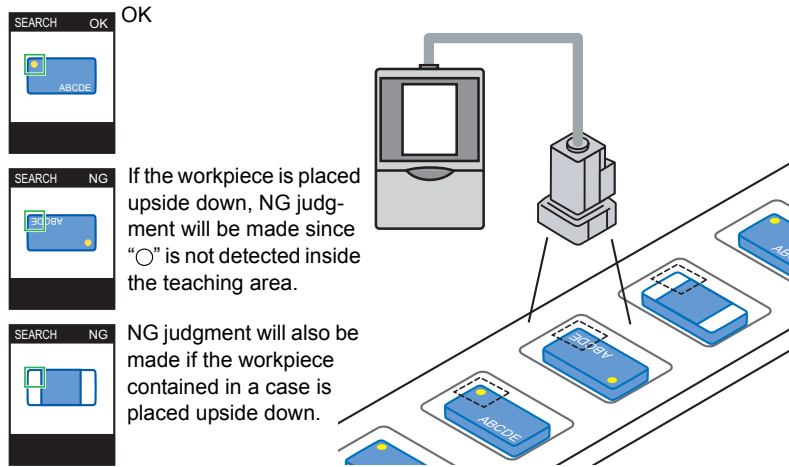 SEARCH OK
OK
ABCDE
SEARCH NG
ABCDE
If the workpiece is placed
upside down, NG judg-
ment will be made since
"○" is not detected inside
the teaching area.
SEARCH NG
NG judgment will also be
made if the workpiece
contained in a case is
placed upside down.
ABCDE
ABCDE
AB